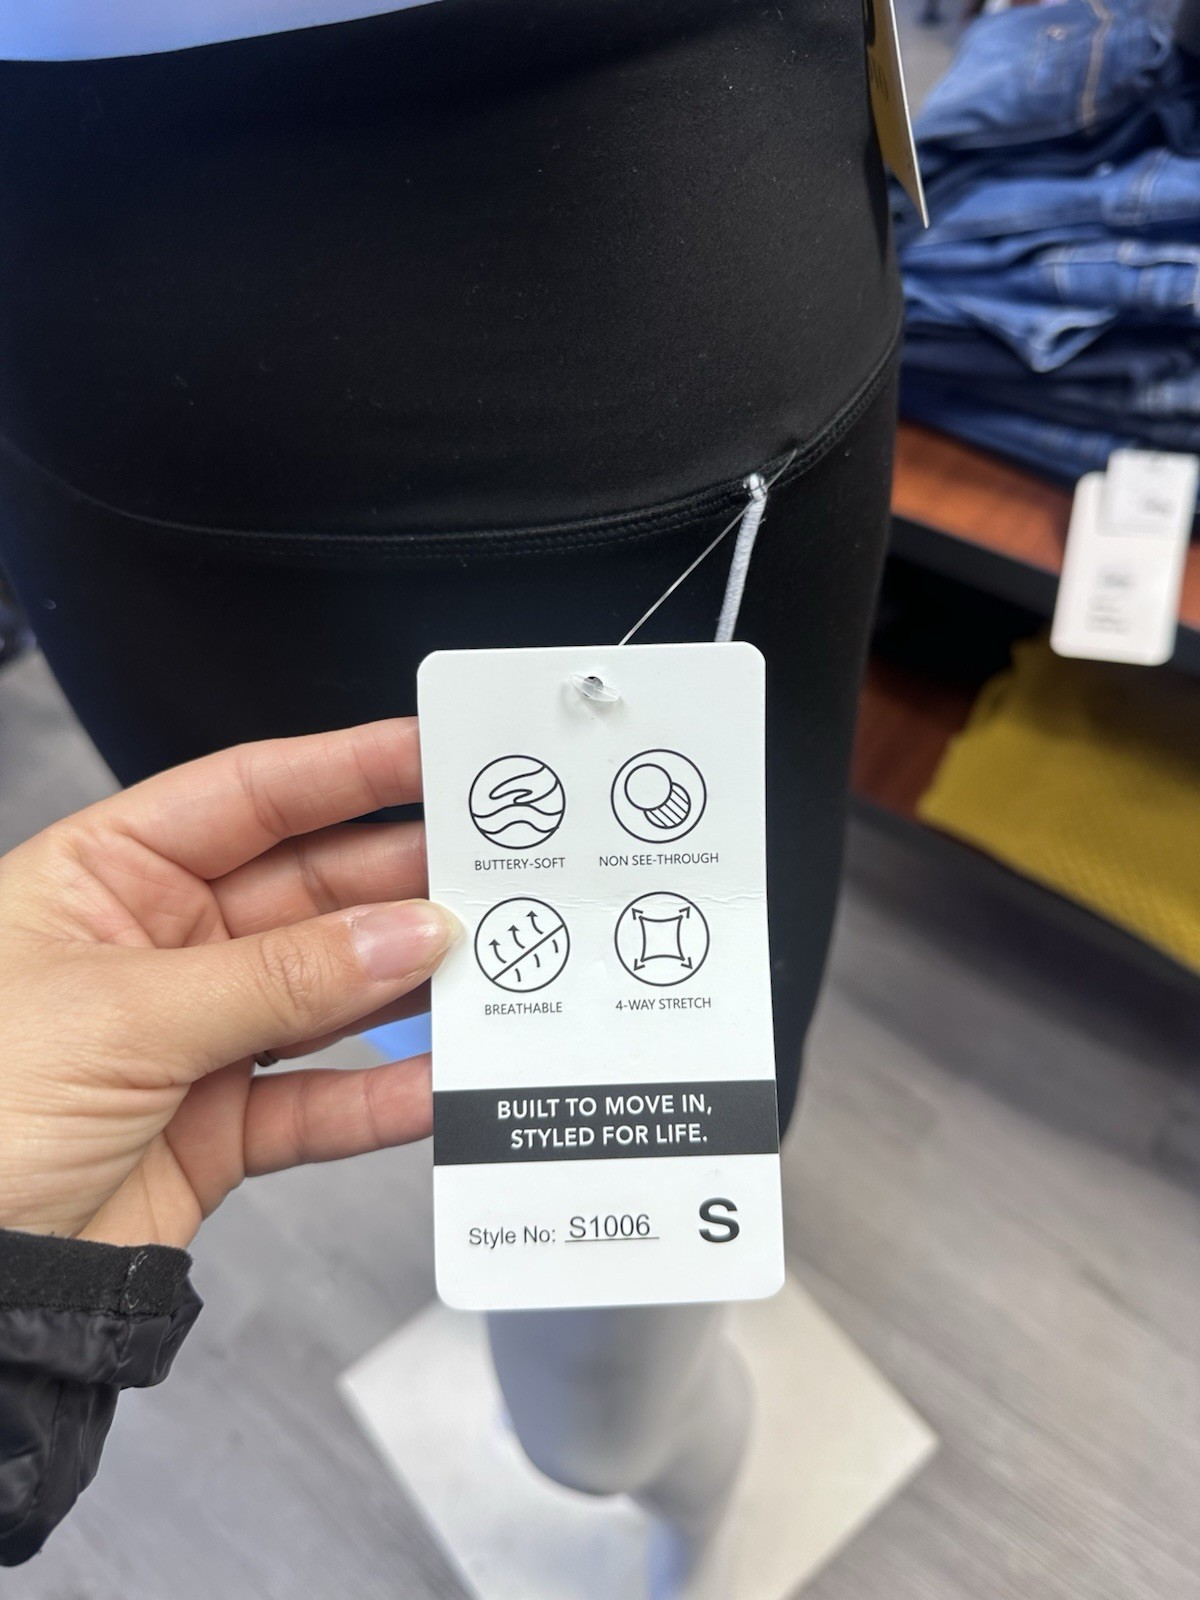 BUTTERY-SOFT
NON SEE-THROUGH
BREATHABLE
4-WAY STRETCH
BUILT TO MOVE IN,
STYLED FOR LIFE.
Style No: S1006 S